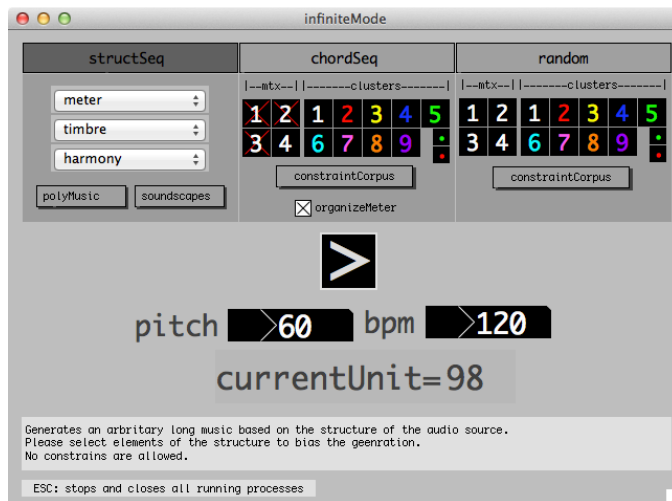 infiniteMode
structSeq chordSeq random
|--mtx--||-------clusters-------| |--mtx--||-------clusters-------|
meter
timbre
harmony
1 2 1 2 3 4 5 1 2 1 2 3 4 5
3 4 6 7 8 9 3 4 6 7 8 9
constraintCorpus constraintCorpus
polyMusic soundscapes
organizeMeter
>
pitch 60 bpm 120
currentUnit= 98
Generates an arbritary long music based on the structure of the audio source.
Please select elements of the structure to bias the geenration.
No constrains are allowed.
ESC: stops and closes all running processes